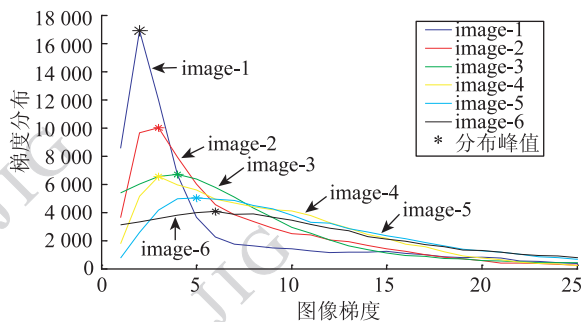 18 000
16 000
14 000
12 000
10 000
8 000
6 000
4 000
2 000
0
梯度分布
0
5
10
15
20
25
图像梯度
image-1
image-2
image-3
image-4
image-5
image-6
image-1
image-2
image-3
image-4
image-5
image-6
* 分布峰值
JIG
JIG